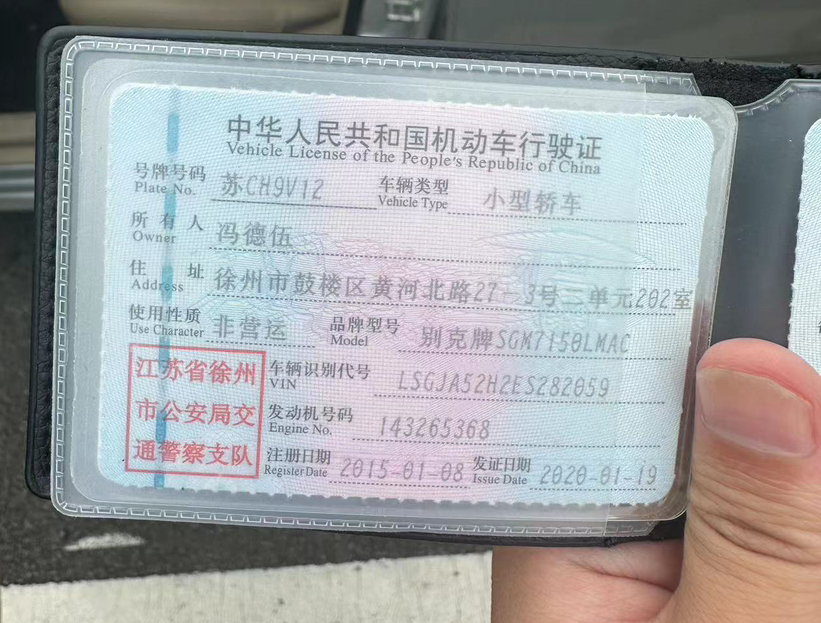 中华人民共和国机动车行驶证
Vehicle License of the People's Republic of China
号牌号码 苏CH9V12 车辆类型 小型轿车
Plate No. Vehicle Type
所有人 冯德伍
Owner
住址 徐州市鼓楼区黄河北路27-3号三单元202室
Address
使用性质 非营运 品牌型号 别克牌SGM7150LMAC
Use Character Model
江苏省徐州
市公安局交
通警察支队
车辆识别代号 LSGJA52H2ES282059
VIN
发动机号码 143265368
Engine No.
注册日期 2015-01-08 发证日期 2020-01-19
Register Date Issue Date